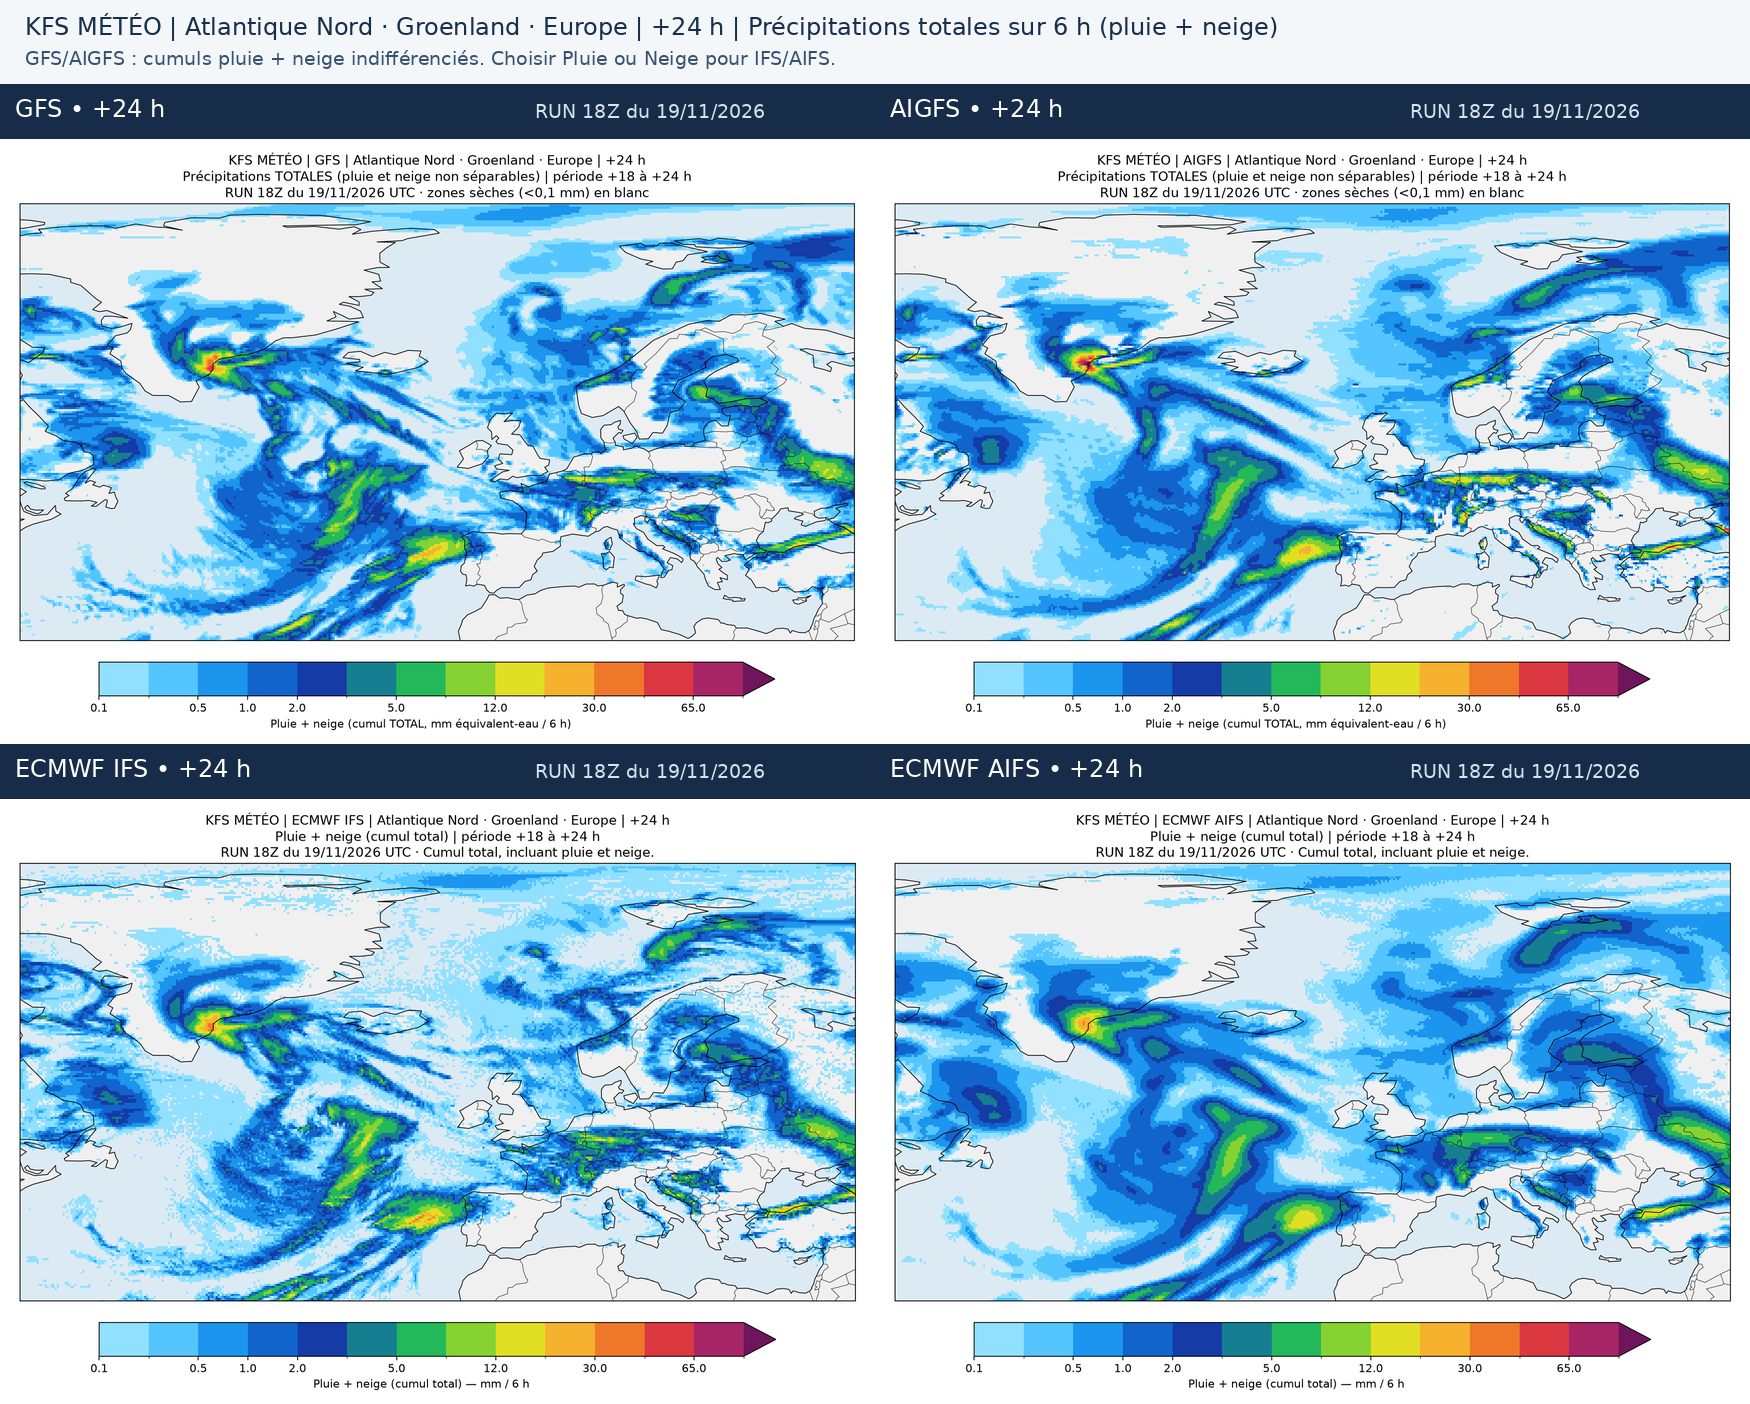 KFS MÉTÉO | Atlantique Nord · Groenland · Europe | +24 h | Précipitations totales sur 6 h (pluie + neige)
GFS/AIGFS : cumuls pluie + neige indifférenciés. Choisir Pluie ou Neige pour IFS/AIFS.
GFS • +24 h RUN 18Z du 19/11/2026
KFS MÉTÉO | GFS | Atlantique Nord · Groenland · Europe | +24 h
Précipitations TOTALES (pluie et neige non séparables) | période +18 à +24 h
RUN 18Z du 19/11/2026 UTC · zones sèches (<0,1 mm) en blanc
0.1 0.5 1.0 2.0 5.0 12.0 30.0 65.0
Pluie + neige (cumul TOTAL, mm équivalent-eau / 6 h)
AIGFS • +24 h RUN 18Z du 19/11/2026
KFS MÉTÉO | AIGFS | Atlantique Nord · Groenland · Europe | +24 h
Précipitations TOTALES (pluie et neige non séparables) | période +18 à +24 h
RUN 18Z du 19/11/2026 UTC · zones sèches (<0,1 mm) en blanc
0.1 0.5 1.0 2.0 5.0 12.0 30.0 65.0
Pluie + neige (cumul TOTAL, mm équivalent-eau / 6 h)
ECMWF IFS • +24 h RUN 18Z du 19/11/2026
KFS MÉTÉO | ECMWF IFS | Atlantique Nord · Groenland · Europe | +24 h
Pluie + neige (cumul total) | période +18 à +24 h
RUN 18Z du 19/11/2026 UTC · Cumul total, incluant pluie et neige.
0.1 0.5 1.0 2.0 5.0 12.0 30.0 65.0
Pluie + neige (cumul total) — mm / 6 h
ECMWF AIFS • +24 h RUN 18Z du 19/11/2026
KFS MÉTÉO | ECMWF AIFS | Atlantique Nord · Groenland · Europe | +24 h
Pluie + neige (cumul total) | période +18 à +24 h
RUN 18Z du 19/11/2026 UTC · Cumul total, incluant pluie et neige.
0.1 0.5 1.0 2.0 5.0 12.0 30.0 65.0
Pluie + neige (cumul total) — mm / 6 h